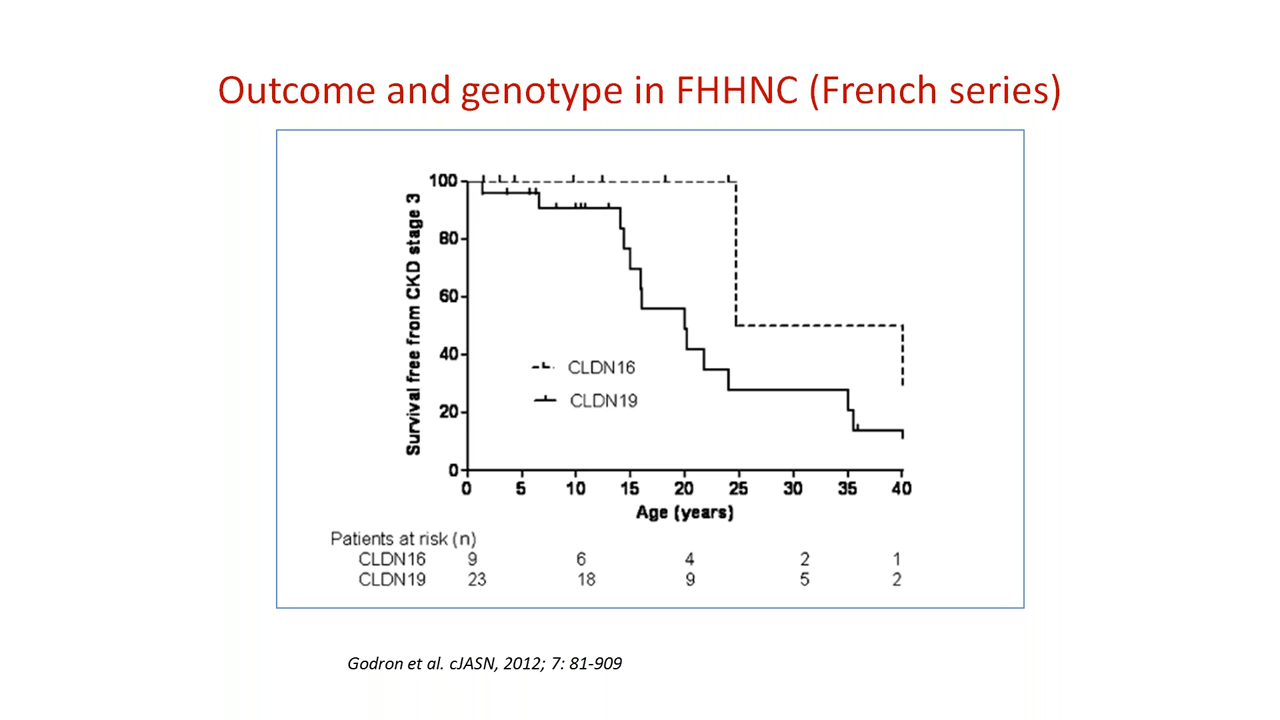 Outcome and genotype in FHHNC (French series)
Survival free from CKD stage 3
100
80
60
40
20
0
CLDN16
CLDN19
0 5 10 15 20 25 30 35 40
Age (years)
Patients at risk (n)
CLDN16 9 6 4 2 1
CLDN19 23 18 9 5 2
Godron et al. cJASN, 2012; 7: 81-909